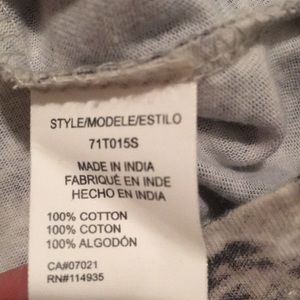 STYLE/MODELE/ESTILO
71T015S
MADE IN INDIA
FABRIQUÉ EN INDE
HECHO EN INDIA
100% COTTON
100% COTON
100% ALGODÓN
CA#07021
RN#114935